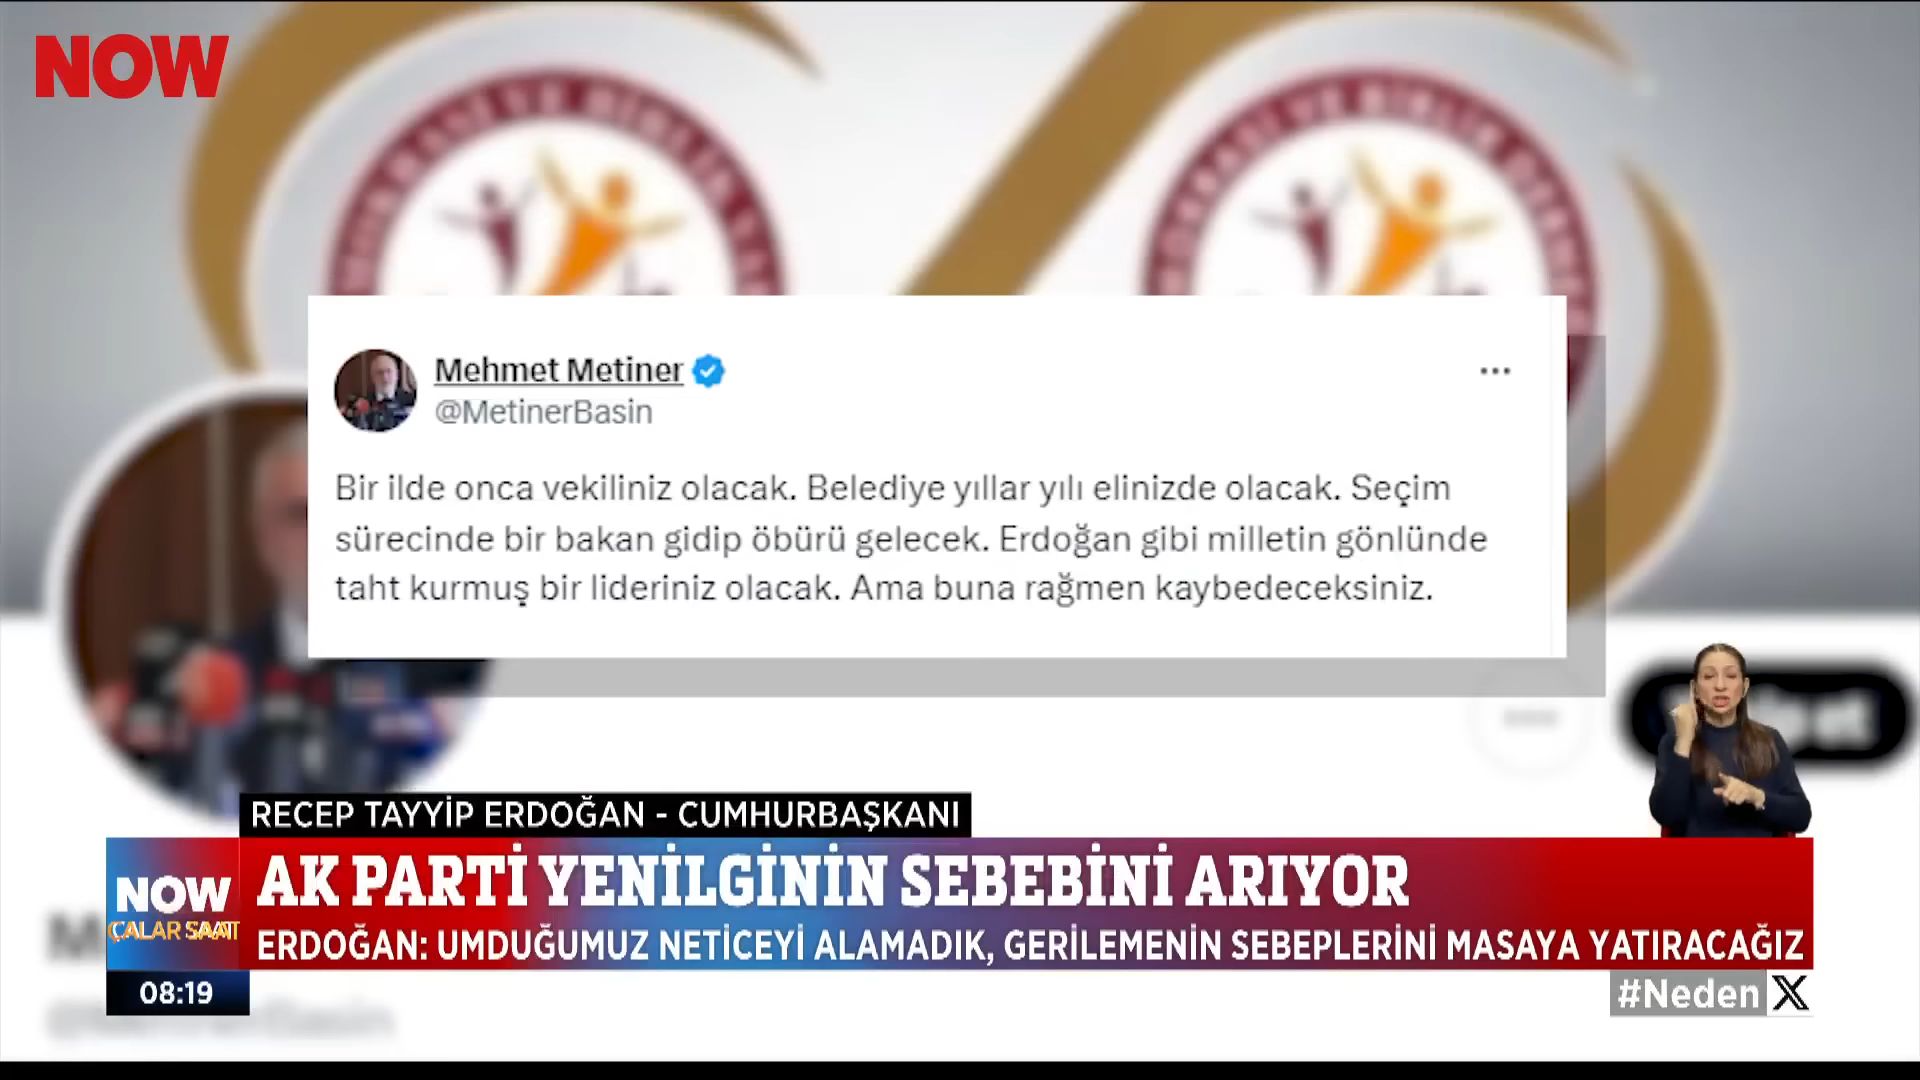 NOW
Mehmet Metiner
@MetinerBasin
Bir ilde onca vekiliniz olacak. Belediye yıllar yılı elinizde olacak. Seçim
sürecinde bir bakan gidip öbürü gelecek. Erdoğan gibi milletin gönlünde
taht kurmuş bir lideriniz olacak. Ama buna rağmen kaybedeceksiniz.
RECEP TAYYİP ERDOĞAN - CUMHURBAŞKANI
AK PARTİ YENİLGİNİN SEBEBİNİ ARIYOR
NOW
ÇALAR SAAT
ERDOĞAN: UMDUĞUMUZ NETİCEYİ ALAMADIK, GERİLEMENİN SEBEPLERİNİ MASAYA YATIRACAĞIZ
08:19
#Neden X